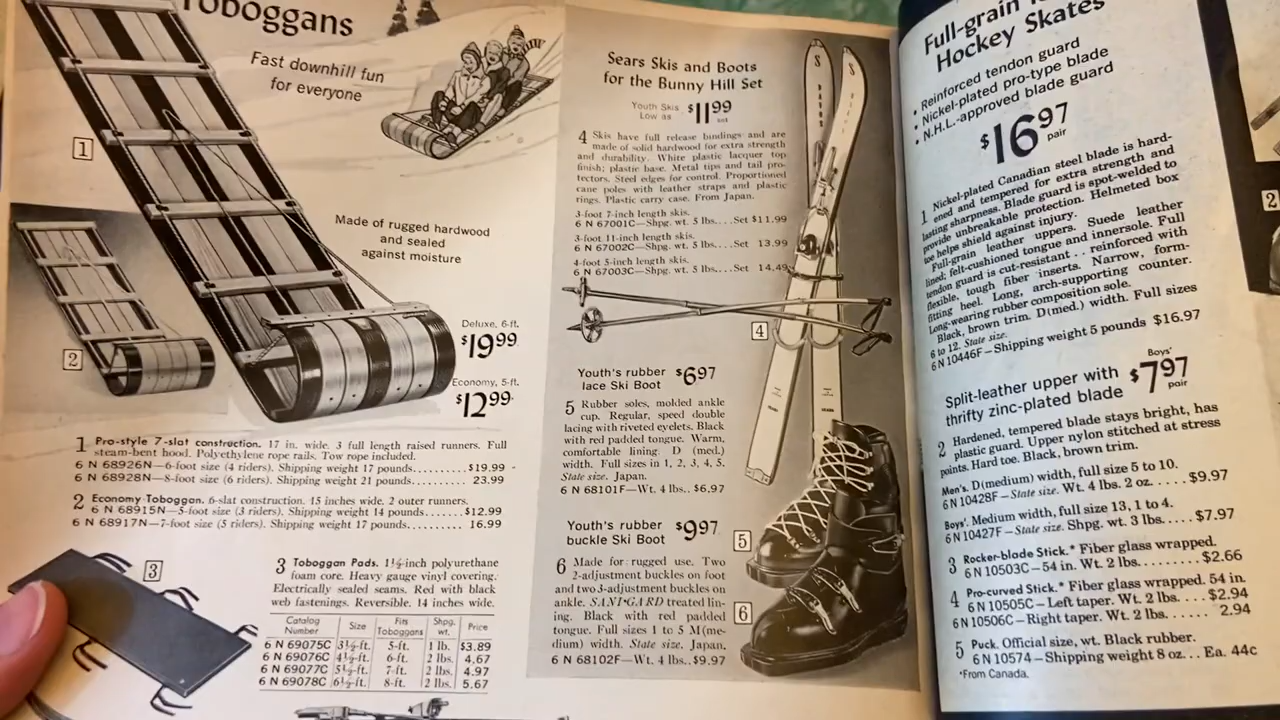 Toboggans
Fast downhill fun
for everyone
1
Made of rugged hardwood
and sealed
against moisture
2
Deluxe, 6-ft.
$19.99
Economy, 5-ft.
$12.99
1 Pro-style 7-slat construction. 17 in. wide. 3 full length raised runners. Full
steam-bent hood. Polyethylene rope rails. Tow rope included.
6 N 68926N—6-foot size (4 riders). Shipping weight 17 pounds.........$19.99
6 N 68928N—8-foot size (6 riders). Shipping weight 21 pounds......... 23.99
2 Economy Toboggan. 6-slat construction. 15 inches wide. 2 outer runners.
6 N 68915N—5-foot size (3 riders). Shipping weight 14 pounds.........$12.99
6 N 68917N—7-foot size (5 riders). Shipping weight 17 pounds......... 16.99
3
3 Toboggan Pads. 1½-inch polyurethane
foam core. Heavy gauge vinyl covering.
Electrically sealed seams. Red with black
web fastenings. Reversible. 14 inches wide.
Catalog Number Size Fits Toboggans Shpg. wt. Price
6 N 69075C 3½-ft. 5-ft. 1 lb. $3.89
6 N 69076C 4½-ft. 6-ft. 2 lbs. 4.67
6 N 69077C 5½-ft. 7-ft. 2 lbs. 4.97
6 N 69078C 6½-ft. 8-ft. 2 lbs. 5.67
Sears Skis and Boots
for the Bunny Hill Set
Youth Skis
Low as $11.99 set
4 Skis have full release bindings and are
made of solid hardwood for extra strength
and durability. White plastic lacquer top
finish; plastic base. Metal tips and tail pro-
tectors. Steel edges for control. Proportioned
cane poles with leather straps and plastic
rings. Plastic carry case. From Japan.
3-foot 7-inch length skis.
6 N 67001C—Shpg. wt. 5 lbs....Set $11.99
3-foot 11-inch length skis.
6 N 67002C—Shpg. wt. 5 lbs....Set 13.99
4-foot 5-inch length skis.
6 N 67003C—Shpg. wt. 5 lbs....Set 14.49
4
Youth's rubber
lace Ski Boot $6.97
5 Rubber soles, molded ankle
cup. Regular, speed double
lacing with riveted eyelets. Black
with red padded tongue. Warm,
comfortable lining. D (med.)
width. Full sizes in 1, 2, 3, 4, 5.
State size. Japan.
6 N 68101F—Wt. 4 lbs..$6.97
Youth's rubber
buckle Ski Boot $9.97
5
6 Made for rugged use. Two
2-adjustment buckles on foot
and two 3-adjustment buckles on
ankle. SANI•GARD treated lin-
ing. Black with red padded
tongue. Full sizes 1 to 5 M(me-
dium) width. State size. Japan.
6 N 68102F—Wt. 4 lbs..$9.97
6
Full-grain
Hockey Skates
• Reinforced tendon guard
• Nickel-plated pro-type blade
• N.H.L.-approved blade guard
$16.97 pair
1 Nickel-plated Canadian steel blade is hard-
ened and tempered for extra strength and
lasting sharpness. Blade guard is spot-welded to
provide unbreakable protection. Helmeted box
toe helps shield against injury.
Full-grain leather uppers. Suede leather
lined; felt-cushioned tongue and innersole. Full
tendon guard is cut-resistant . . reinforced with
flexible, tough fiber inserts. Narrow, form-
fitting heel. Long, arch-supporting counter.
Long-wearing rubber composition sole.
Black, brown trim. D(med.) width. Full sizes
6 to 12. State size.
6 N 10446F—Shipping weight 5 pounds $16.97
Split-leather upper with
thrifty zinc-plated blade
Boys' $7.97 pair
2 Hardened, tempered blade stays bright, has
plastic guard. Upper nylon stitched at stress
points. Hard toe. Black, brown trim.
Men's. D(medium) width, full size 5 to 10.
6 N 10428F—State size. Wt. 4 lbs. 2 oz.....$9.97
Boys'. Medium width, full size 13, 1 to 4.
6 N 10427F—State size. Shpg. wt. 3 lbs.....$7.97
3 Rocker-blade Stick.* Fiber glass wrapped.
6 N 10503C—54 in. Wt. 2 lbs.........$2.66
4 Pro-curved Stick.* Fiber glass wrapped. 54 in.
6 N 10505C—Left taper. Wt. 2 lbs....$2.94
6 N 10506C—Right taper. Wt. 2 lbs...... 2.94
5 Puck. Official size, wt. Black rubber.
6 N 10574—Shipping weight 8 oz... Ea. 44c
*From Canada.
2